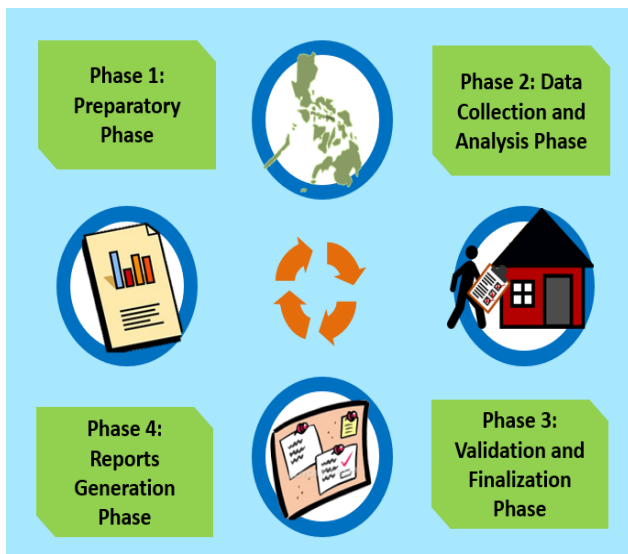 Phase 1:
Preparatory
Phase
Phase 2: Data
Collection and
Analysis Phase
Phase 4:
Reports
Generation
Phase
Phase 3:
Validation and
Finalization
Phase